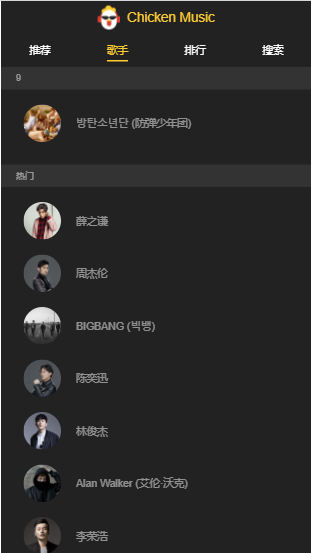 Chicken Music
推荐 歌手 排行 搜索
9
방탄소년단 (防弹少年团)
热门
薛之谦
周杰伦
BIGBANG (빅뱅)
陈奕迅
林俊杰
Alan Walker (艾伦·沃克)
李荣浩